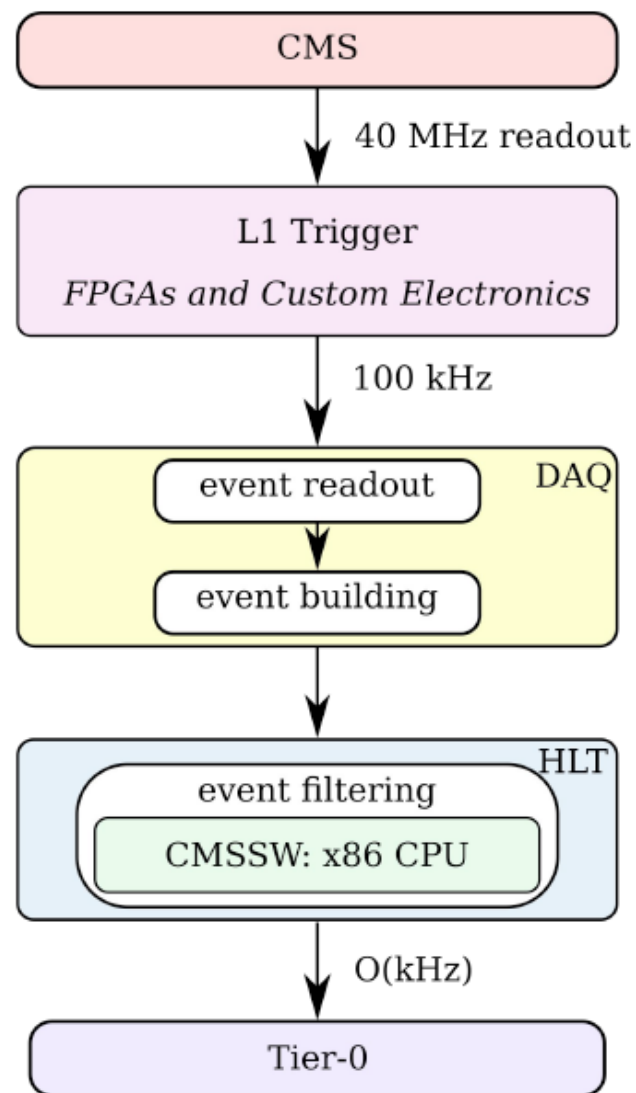 CMS
40 MHz readout
L1 Trigger
FPGAs and Custom Electronics
100 kHz
DAQ
event readout
event building
HLT
event filtering
CMSSW: x86 CPU
O(kHz)
Tier-0